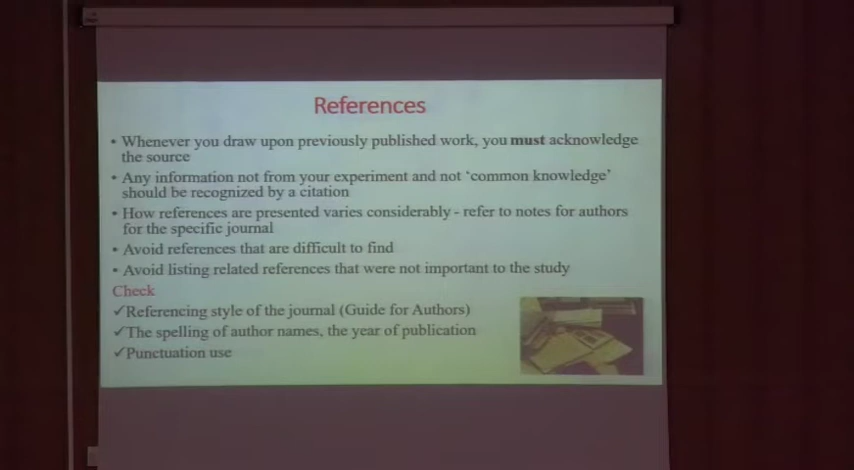 References
• Whenever you draw upon previously published work, you must acknowledge
the source
• Any information not from your experiment and not ‘common knowledge’
should be recognized by a citation
• How references are presented varies considerably - refer to notes for authors
for the specific journal
• Avoid references that are difficult to find
• Avoid listing related references that were not important to the study
Check
✓Referencing style of the journal (Guide for Authors)
✓The spelling of author names, the year of publication
✓Punctuation use